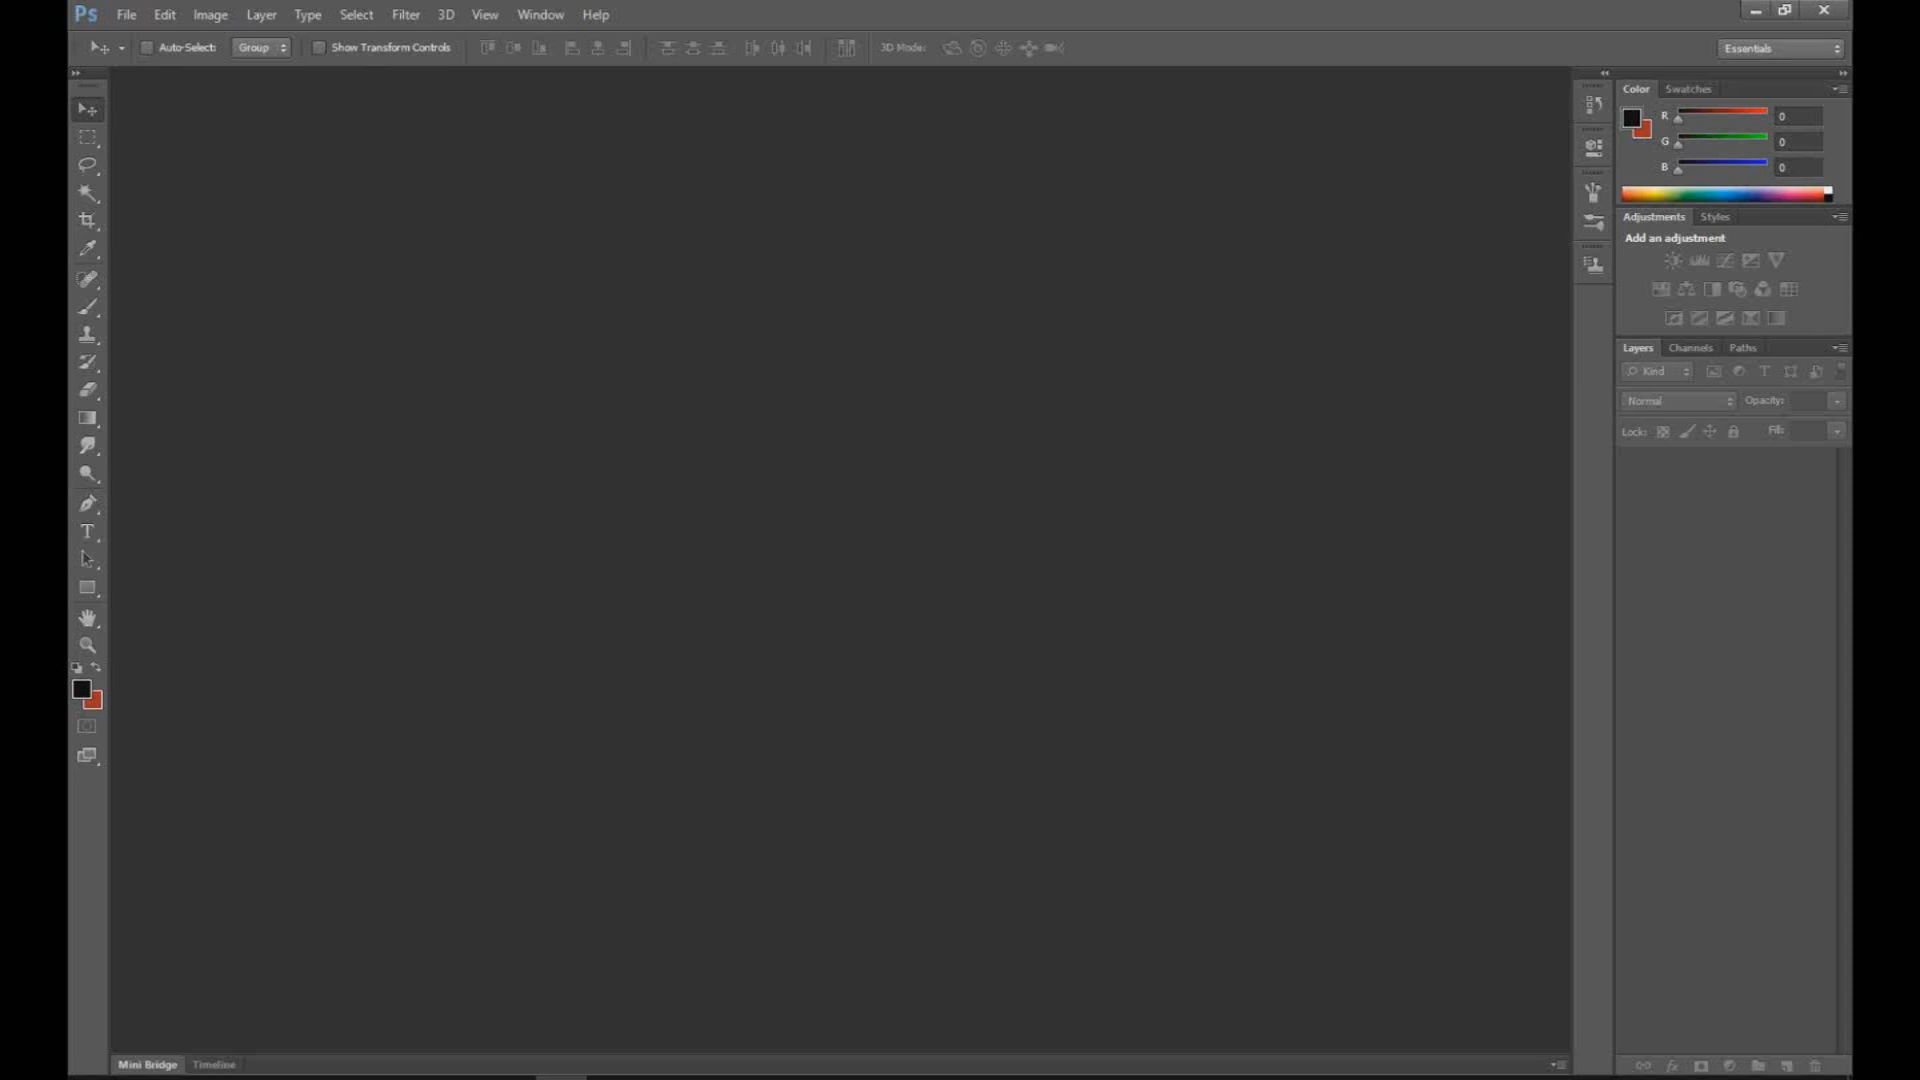 Ps File Edit Image Layer Type Select Filter 3D View Window Help
Auto-Select: Group Show Transform Controls 3D Mode: Essentials
Color Swatches
R 0
G 0
B 0
Adjustments Styles
Add an adjustment
Layers Channels Paths
Kind T
Normal Opacity:
Lock: Fill:
T
Mini Bridge Timeline
fx